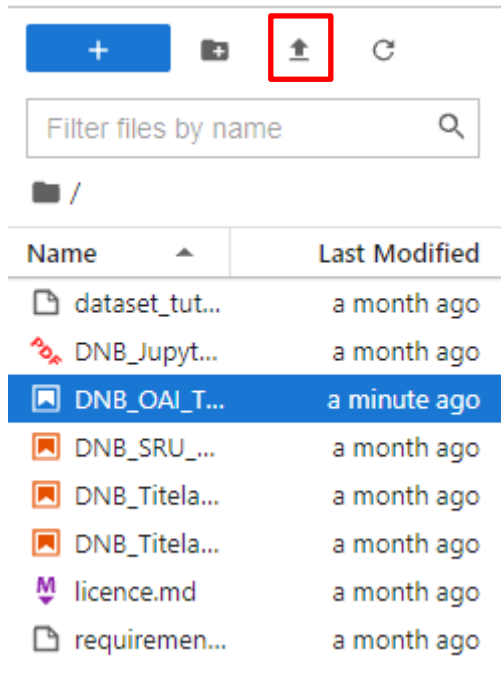 Filter files by name
/
Name Last Modified
dataset_tut... a month ago
PDF DNB_Jupyt... a month ago
DNB_OAI_T... a minute ago
DNB_SRU_... a month ago
DNB_Titela... a month ago
DNB_Titela... a month ago
M licence.md a month ago
requiremen... a month ago